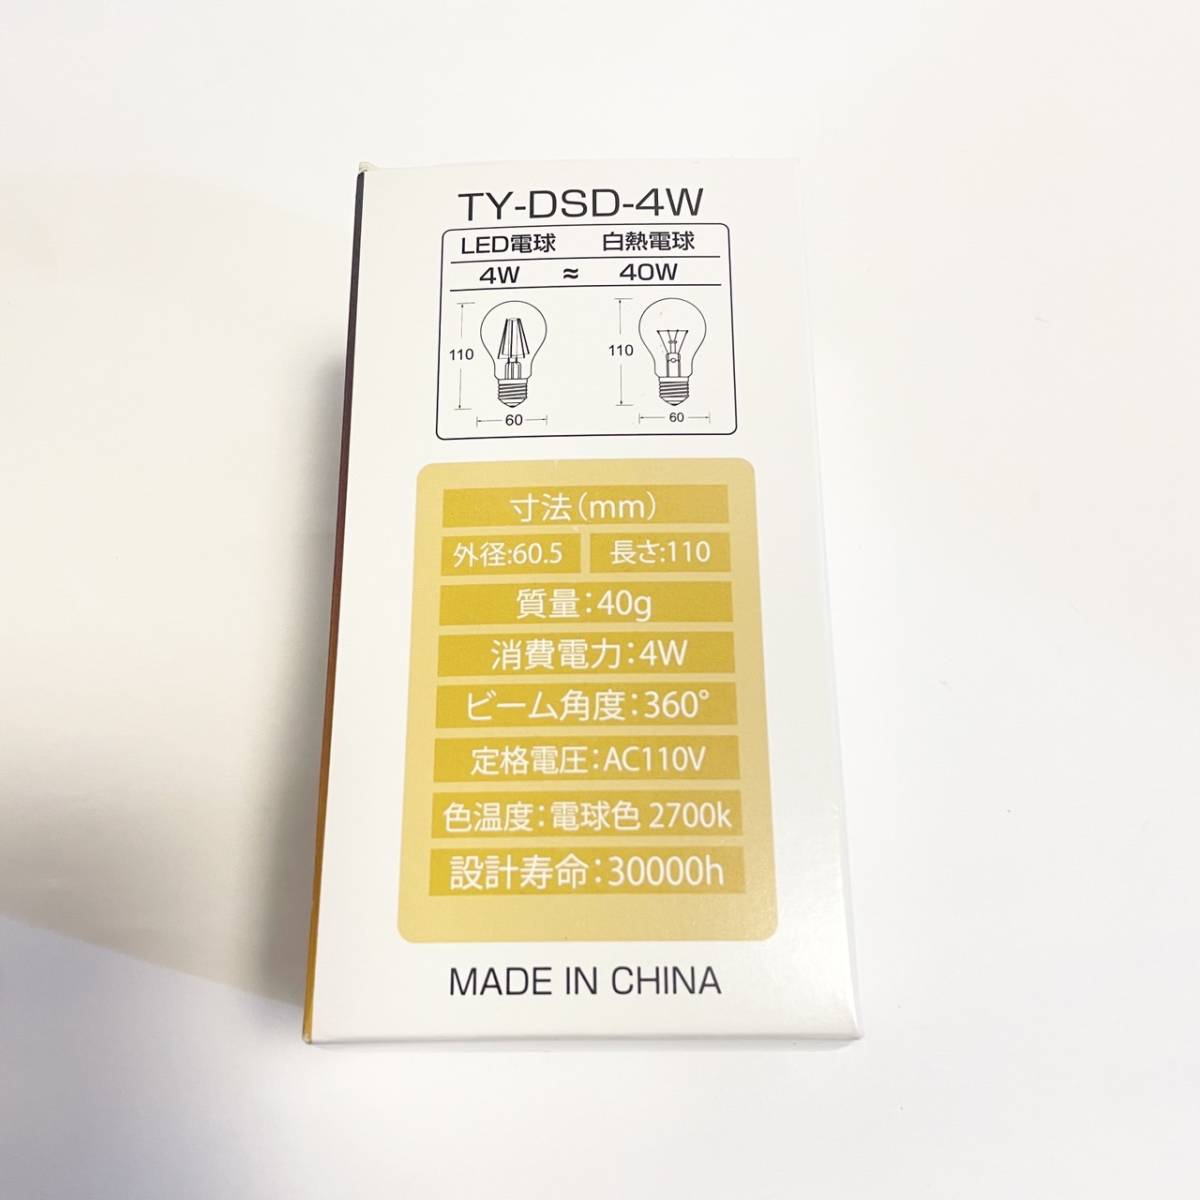 TY-DSD-4W
LED電球 白熱電球
4W ≈ 40W
110 110
60 60
寸法(mm)
外径:60.5 長さ:110
質量:40g
消費電力:4W
ビーム角度:360°
定格電圧:AC110V
色温度:電球色 2700k
設計寿命:30000h
MADE IN CHINA